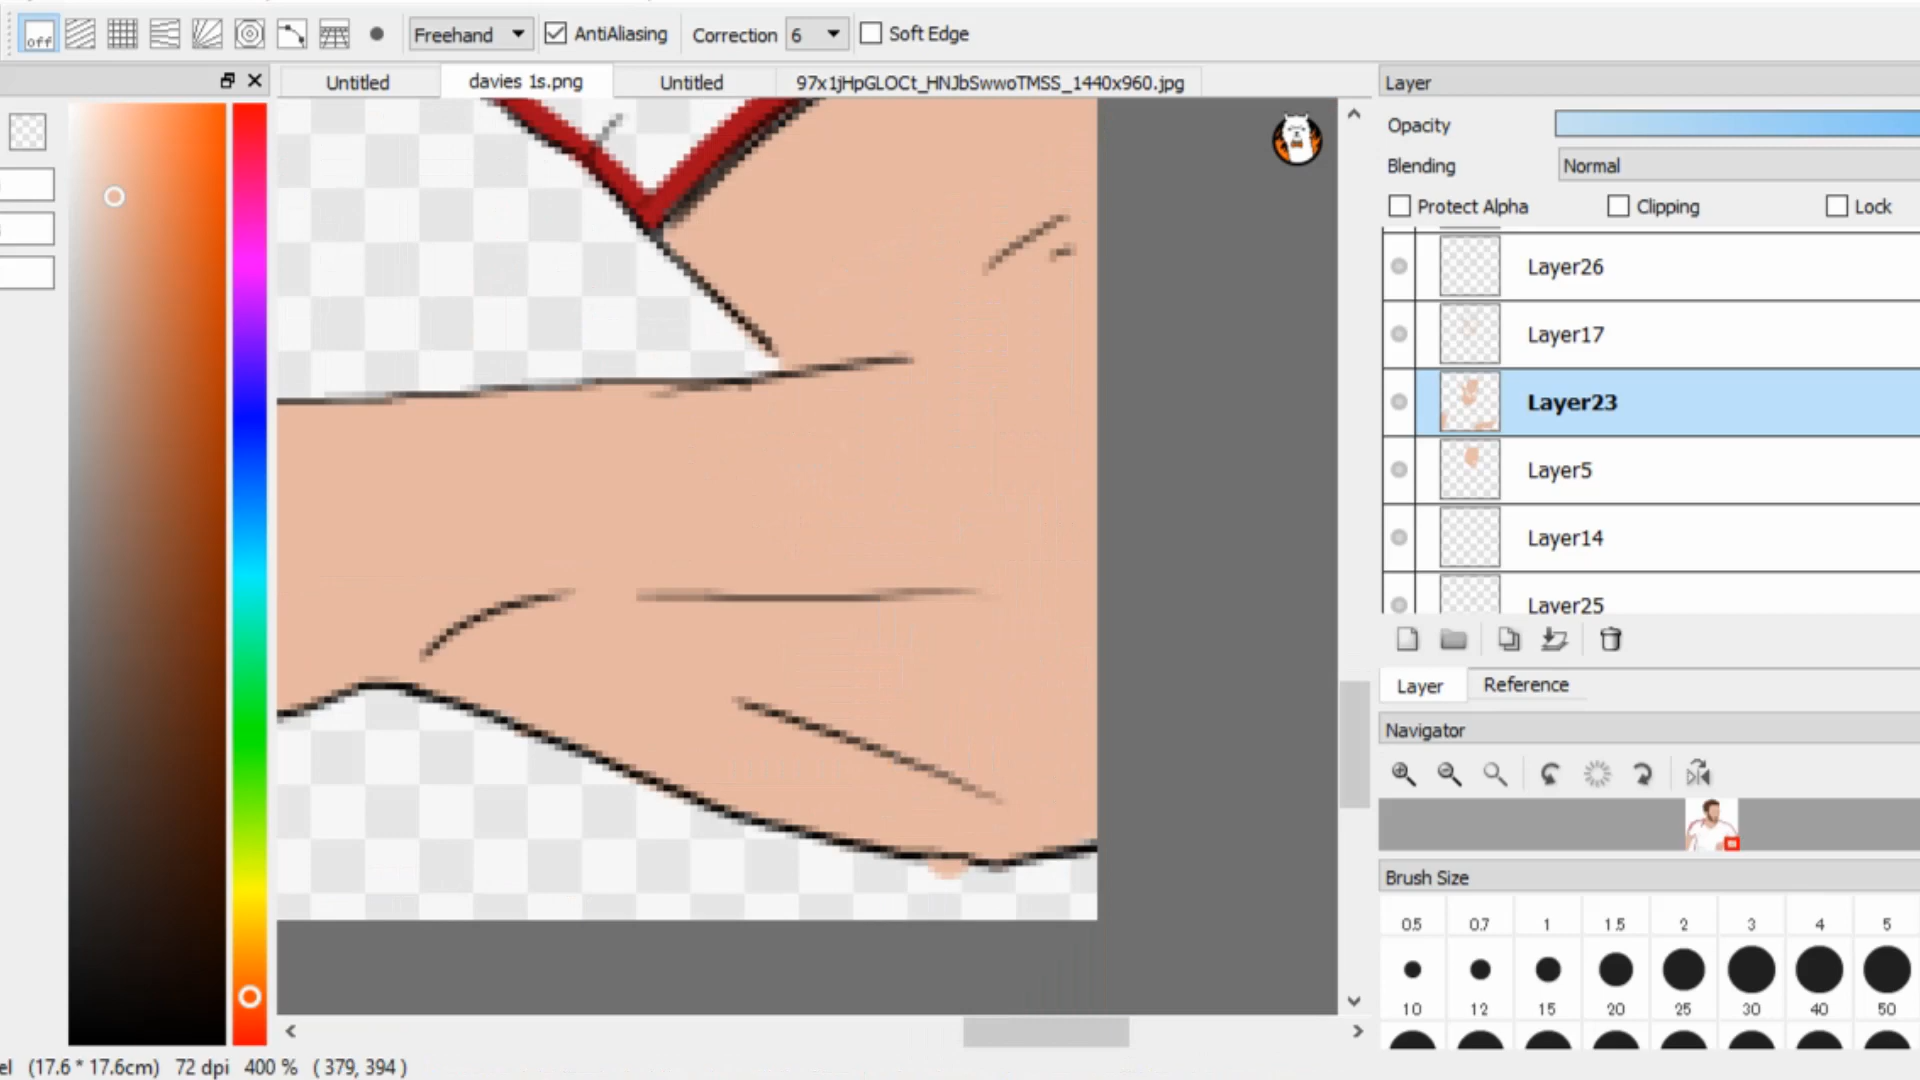 off Freehand AntiAliasing Correction 6 Soft Edge
Untitled davies 1s.png Untitled 97x1jHpGLOCt_HNJbSwwoTMSS_1440x960.jpg
Layer
Opacity
Blending Normal
Protect Alpha Clipping Lock
Layer26
Layer17
Layer23
Layer5
Layer14
Layer25
Layer Reference
Navigator
Brush Size
0.5 0.7 1 1.5 2 3 4 5
10 12 15 20 25 30 40 50
el (17.6 * 17.6cm) 72 dpi 400 % ( 379, 394 )